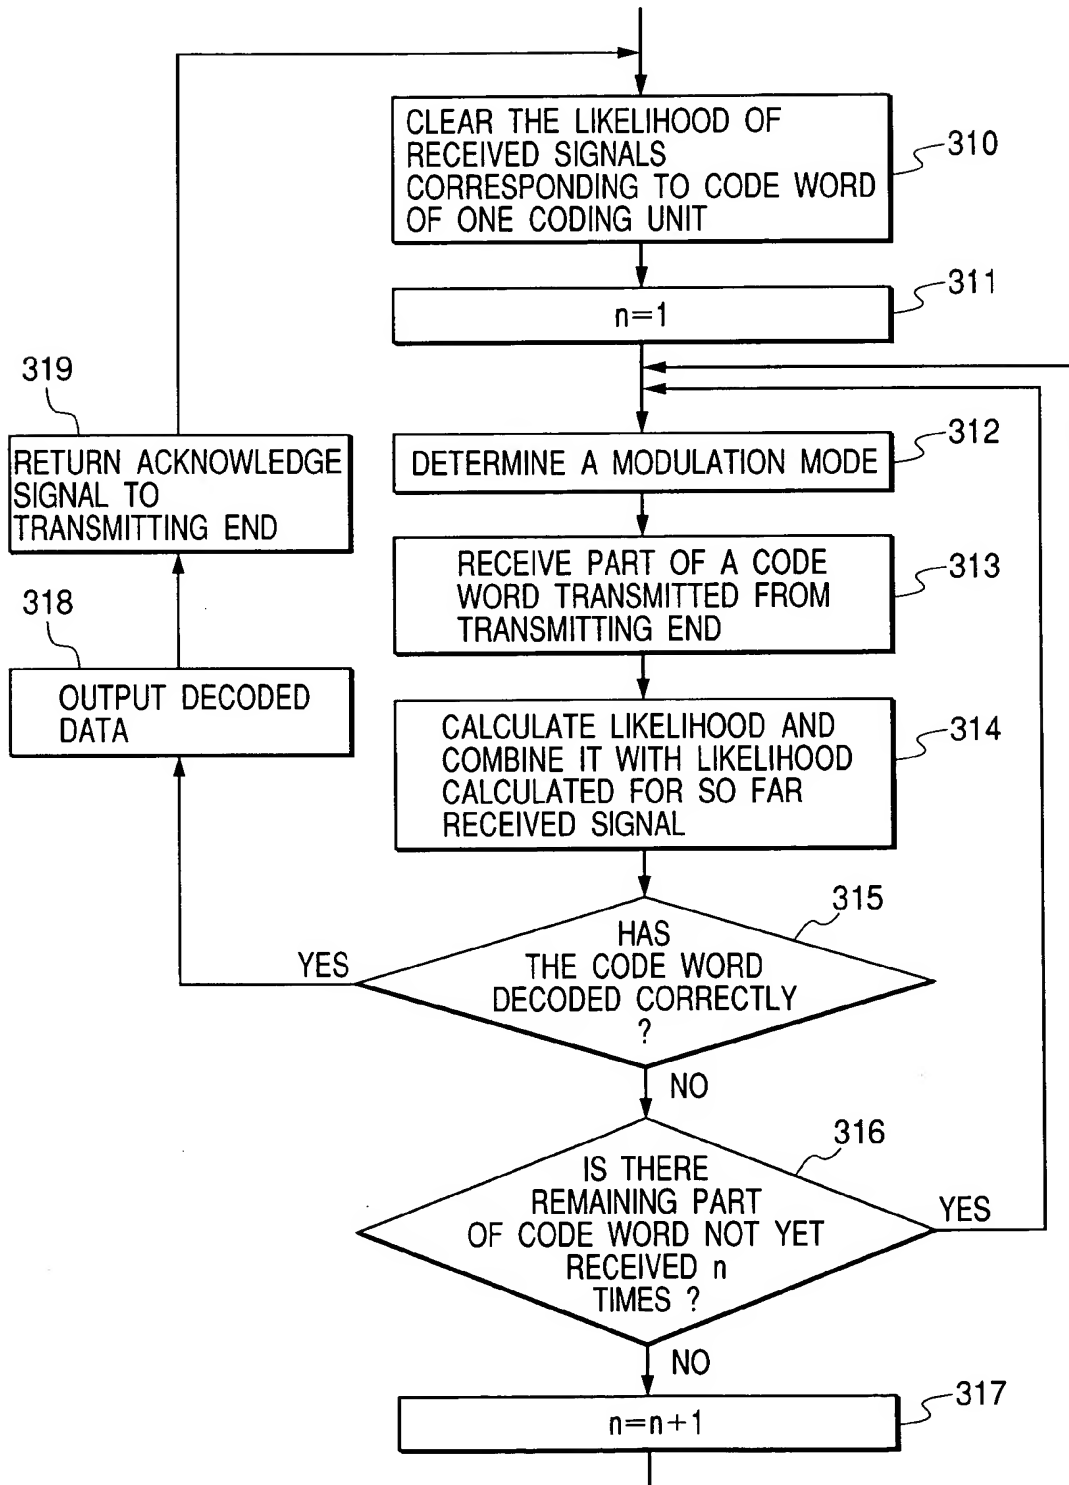 CLEAR THE LIKELIHOOD OF
RECEIVED SIGNALS
CORRESPONDING TO CODE WORD
OF ONE CODING UNIT
310
n=1
311
319
RETURN ACKNOWLEDGE
SIGNAL TO
TRANSMITTING END
DETERMINE A MODULATION MODE
312
RECEIVE PART OF A CODE
WORD TRANSMITTED FROM
TRANSMITTING END
313
318
OUTPUT DECODED
DATA
CALCULATE LIKELIHOOD AND
COMBINE IT WITH LIKELIHOOD
CALCULATED FOR SO FAR
RECEIVED SIGNAL
314
315
HAS
THE CODE WORD
DECODED CORRECTLY
?
YES
NO
316
IS THERE
REMAINING PART
OF CODE WORD NOT YET
RECEIVED n
TIMES ?
YES
NO
n=n+1
317